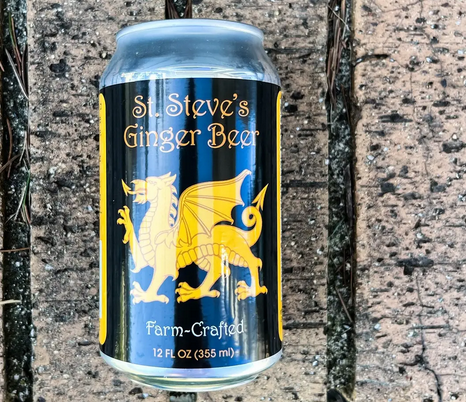 St. Steve's
Ginger Beer
Farm-Crafted
12 FL OZ (355 ml)